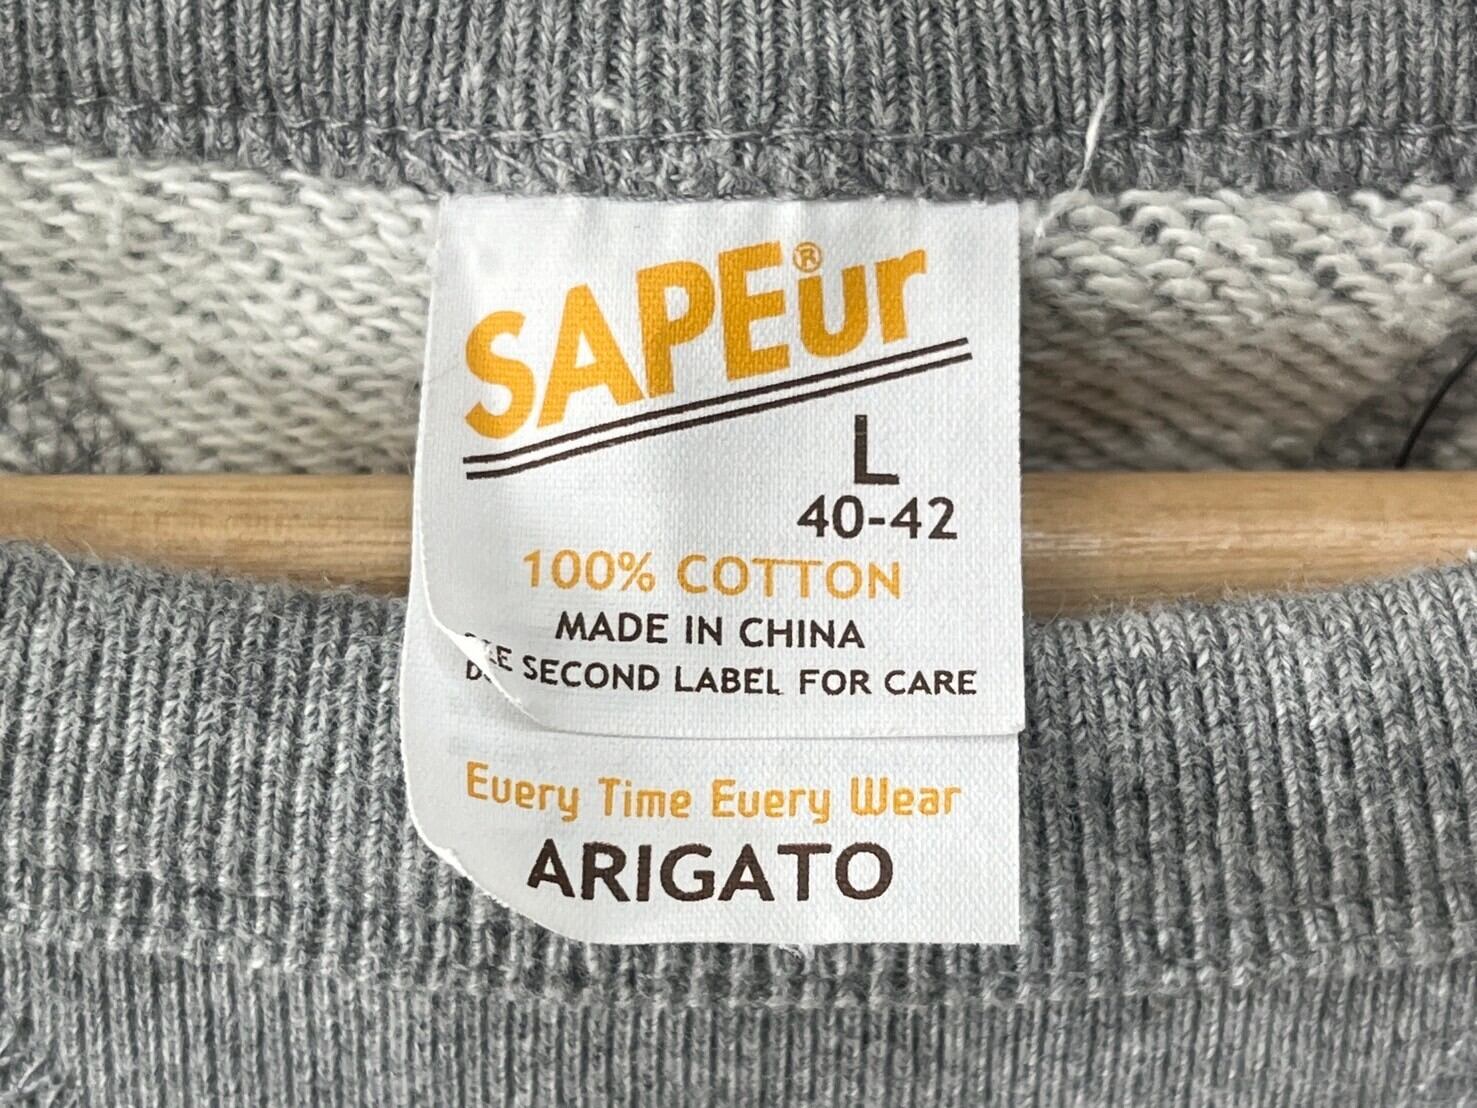 SAPEur®
L
40-42
100% COTTON
MADE IN CHINA
SECOND LABEL FOR CARE
Every Time Every Wear
ARIGATO